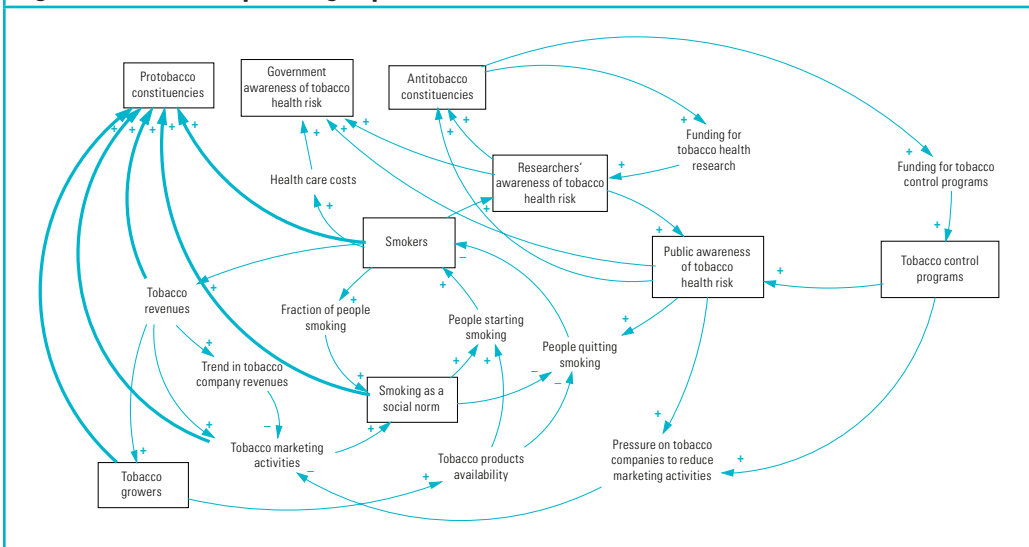 Protobacco
constituencies
Government
awareness of tobacco
health risk
Antitobacco
constituencies
Funding for
tobacco health
research
Funding for tobacco
control programs
Health care costs
Researchers’
awareness of tobacco
health risk
Smokers
Public awareness
of tobacco
health risk
Tobacco control
programs
Tobacco
revenues
Fraction of people
smoking
People starting
smoking
People quitting
smoking
Trend in tobacco
company revenues
Smoking as a
social norm
Tobacco marketing
activities
Tobacco products
availability
Pressure on tobacco
companies to reduce
marketing activities
Tobacco
growers